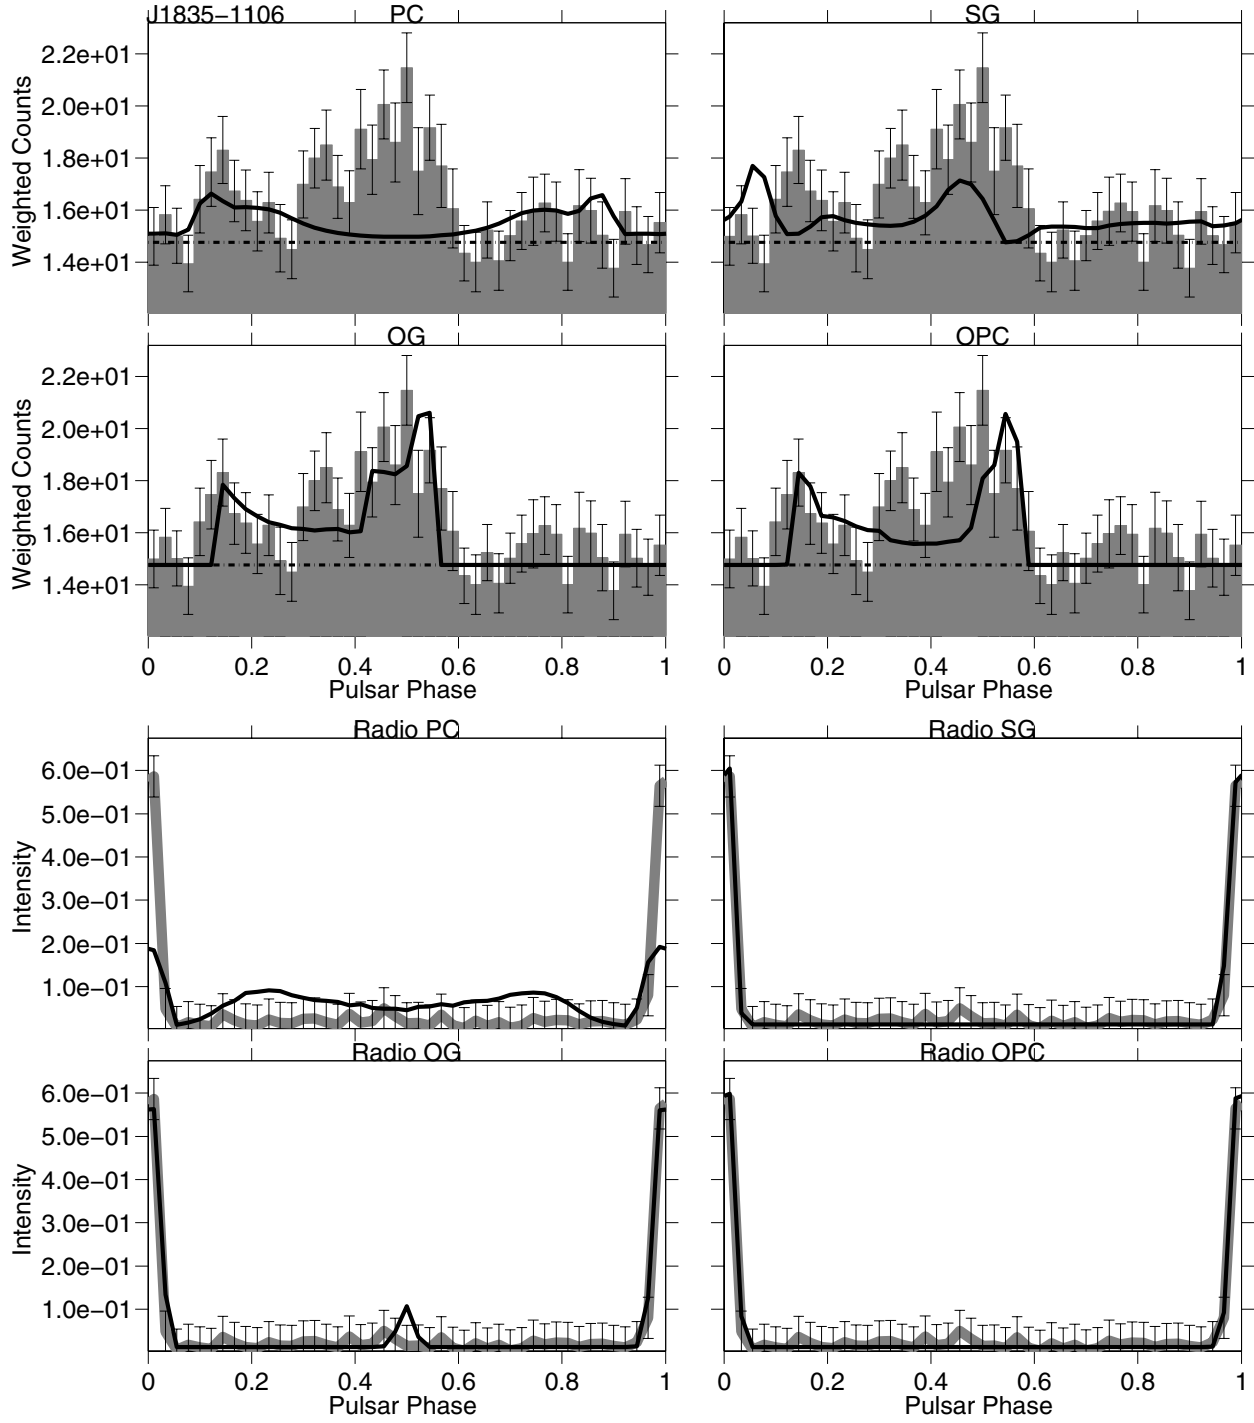 J1835−1106
PC
SG
Weighted Counts
2.2e+01
2.0e+01
1.8e+01
1.6e+01
1.4e+01
OG
OPC
Weighted Counts
2.2e+01
2.0e+01
1.8e+01
1.6e+01
1.4e+01
0 0.2 0.4 0.6 0.8 1
0 0.2 0.4 0.6 0.8 1
Pulsar Phase
Pulsar Phase
Radio PC
Radio SG
Intensity
6.0e−01
5.0e−01
4.0e−01
3.0e−01
2.0e−01
1.0e−01
Radio OG
Radio OPC
Intensity
6.0e−01
5.0e−01
4.0e−01
3.0e−01
2.0e−01
1.0e−01
0 0.2 0.4 0.6 0.8 1
0 0.2 0.4 0.6 0.8 1
Pulsar Phase
Pulsar Phase